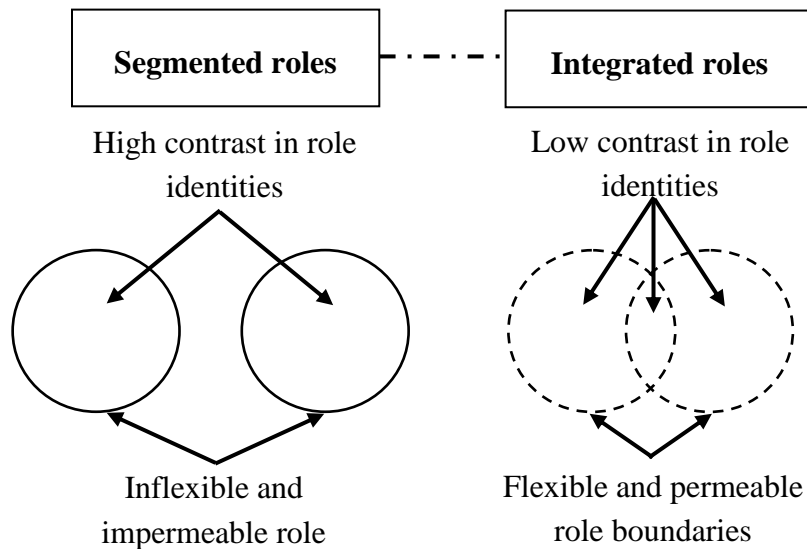 Segmented roles
Integrated roles
High contrast in role
identities
Low contrast in role
identities
Inflexible and
impermeable role
Flexible and permeable
role boundaries